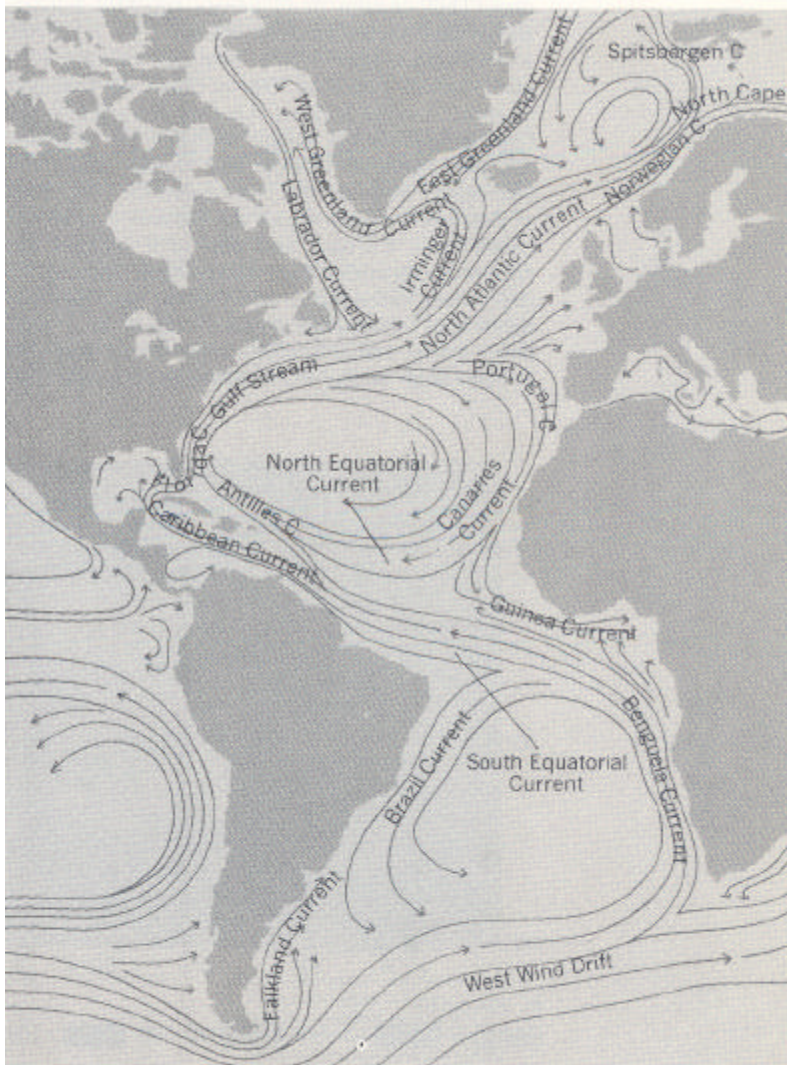 Spitsbergen C
North Cape
Norwegian C
East Greenland Current
West Greenland Current
Labrador Current
Irminger
Current
North Atlantic Current
Gulf Stream
Portugal C
Florida C
North Equatorial
Current
Antilles C
Canaries
Current
Caribbean Current
Guinea Current
Benguela Current
South Equatorial
Current
Brazil Current
Falkland Current
West Wind Drift